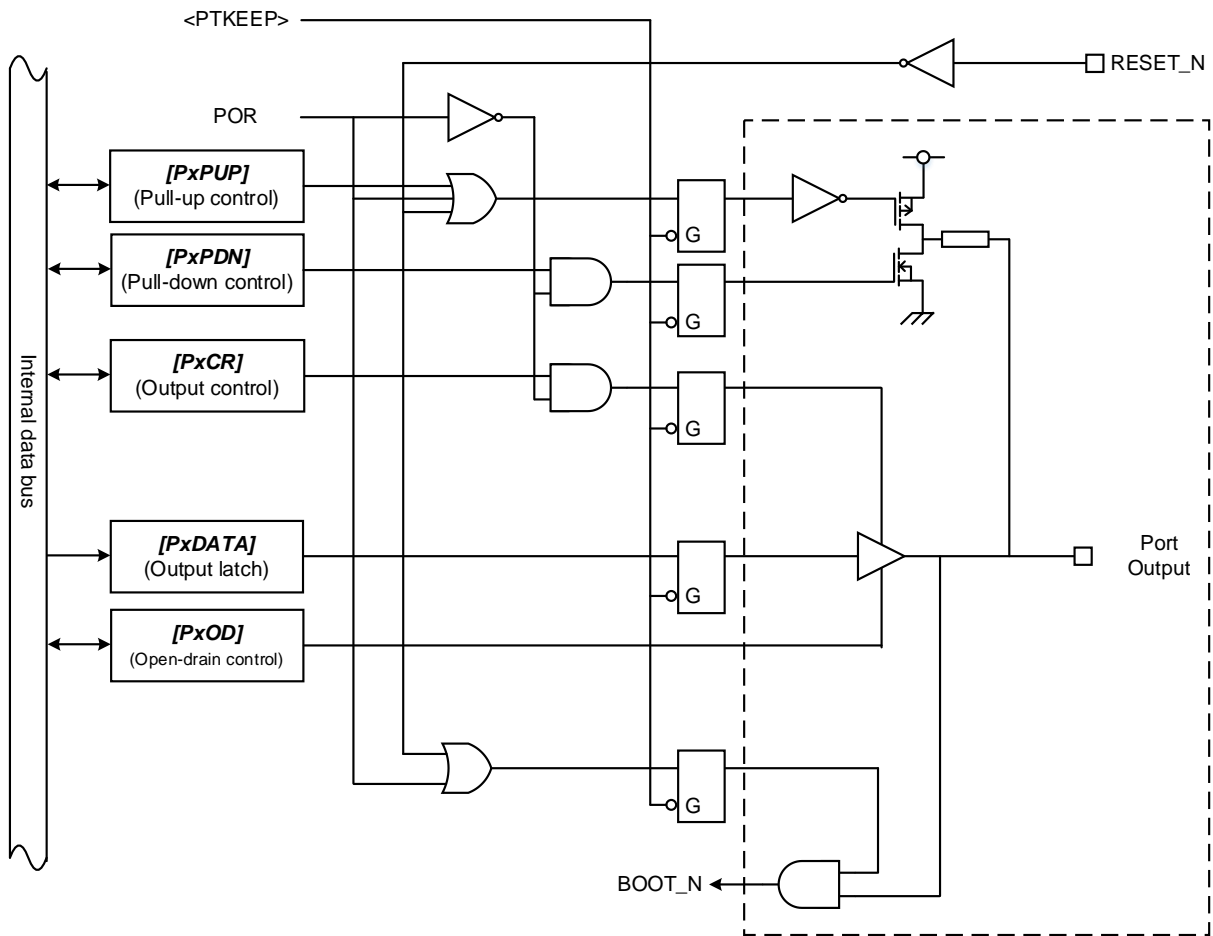 <PTKEEP>
RESET_N
POR
[PxPUP]
(Pull-up control)
G
[PxPDN]
(Pull-down control)
G
[PxCR]
(Output control)
G
Internal data bus
[PxDATA]
(Output latch)
G
Port
Output
[PxOD]
(Open-drain control)
G
BOOT_N